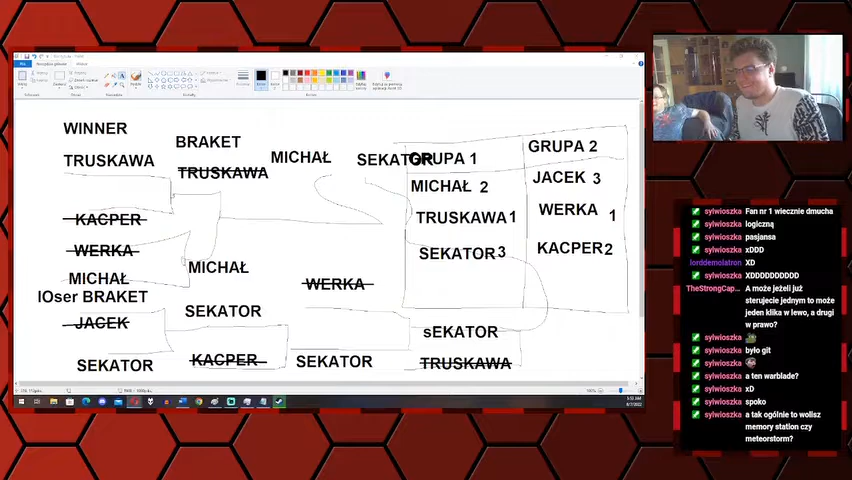 WINNER
BRAKET
TRUSKAWA
TRUSKAWA
MICHAŁ
SEKATOR
KACPER
WERKA
MICHAŁ
MICHAŁ
WERKA
lOser BRAKET
JACEK
SEKATOR
SEKATOR
KACPER
SEKATOR
sEKATOR
TRUSKAWA
GRUPA 1
GRUPA 2
MICHAŁ 2
JACEK 3
TRUSKAWA 1
WERKA 1
SEKATOR 3
KACPER 2
sylwioszka Fan nr 1 wiecznie dmucha
sylwioszka logiczną
sylwioszka pasjansa
sylwioszka xDDD
lorddemolatron XD
sylwioszka XDDDDDDDDDD
TheStrongCap... A może jeżeli już
sterujecie jednym to może
jeden klika w lewo, a drugi
w prawo?
sylwioszka
sylwioszka było git
sylwioszka
sylwioszka a ten warblade?
sylwioszka xD
sylwioszka spoko
sylwioszka a tak ogólnie to wolisz
memory station czy
meteorstorm?